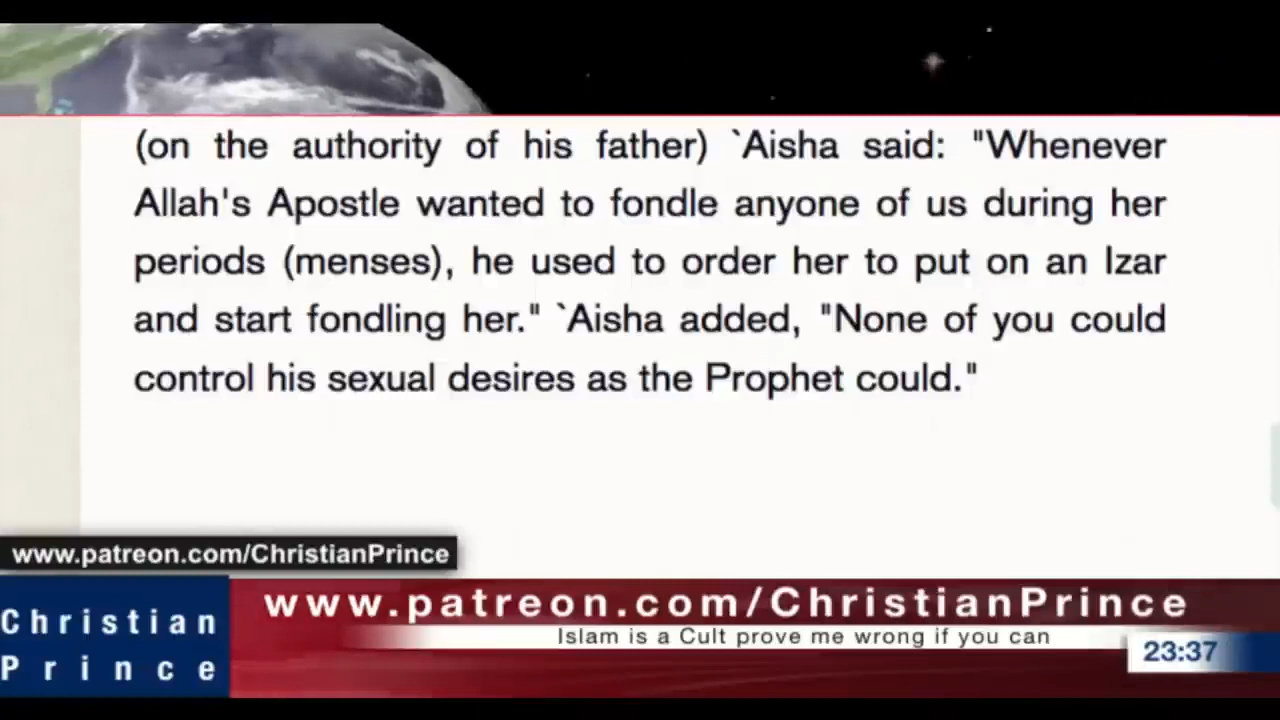 (on the authority of his father) `Aisha said: "Whenever
Allah's Apostle wanted to fondle anyone of us during her
periods (menses), he used to order her to put on an Izar
and start fondling her." `Aisha added, "None of you could
control his sexual desires as the Prophet could."
www.patreon.com/ChristianPrince
Christian
Prince
www.patreon.com/ChristianPrince
Islam is a Cult prove me wrong if you can
23:37